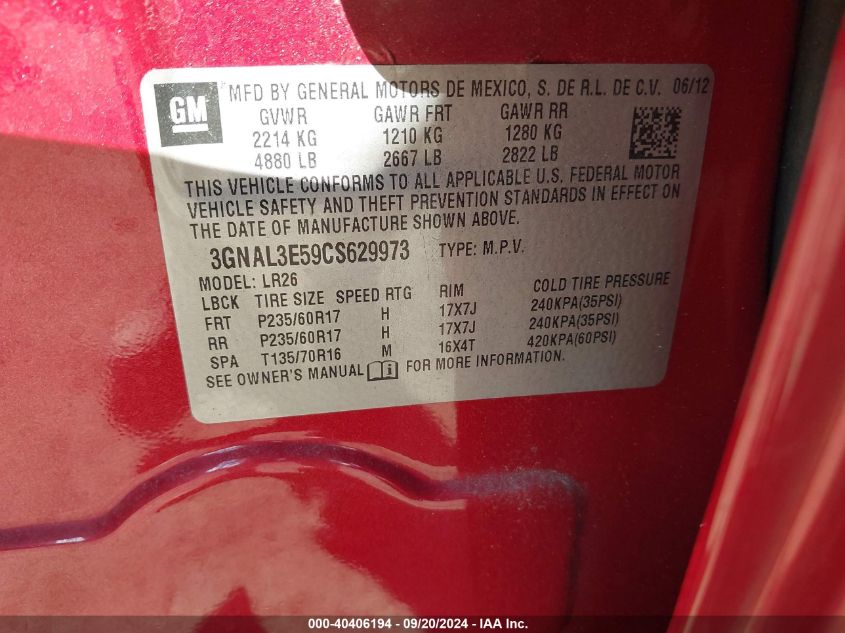 GM
MFD BY GENERAL MOTORS DE MEXICO, S. DE R.L. DE C.V. 06/12
GVWR GAWR FRT GAWR RR
2214 KG 1210 KG 1280 KG
4880 LB 2667 LB 2822 LB
THIS VEHICLE CONFORMS TO ALL APPLICABLE U.S. FEDERAL MOTOR
VEHICLE SAFETY AND THEFT PREVENTION STANDARDS IN EFFECT ON
THE DATE OF MANUFACTURE SHOWN ABOVE.
3GNAL3E59CS629973 TYPE: M.P.V.
MODEL: LR26
LBCK TIRE SIZE SPEED RTG RIM COLD TIRE PRESSURE
FRT P235/60R17 H 17X7J 240KPA(35PSI)
RR P235/60R17 H 17X7J 240KPA(35PSI)
SPA T135/70R16 M 16X4T 420KPA(60PSI)
SEE OWNER'S MANUAL FOR MORE INFORMATION.
000-40406194 - 09/20/2024 - IAA Inc.